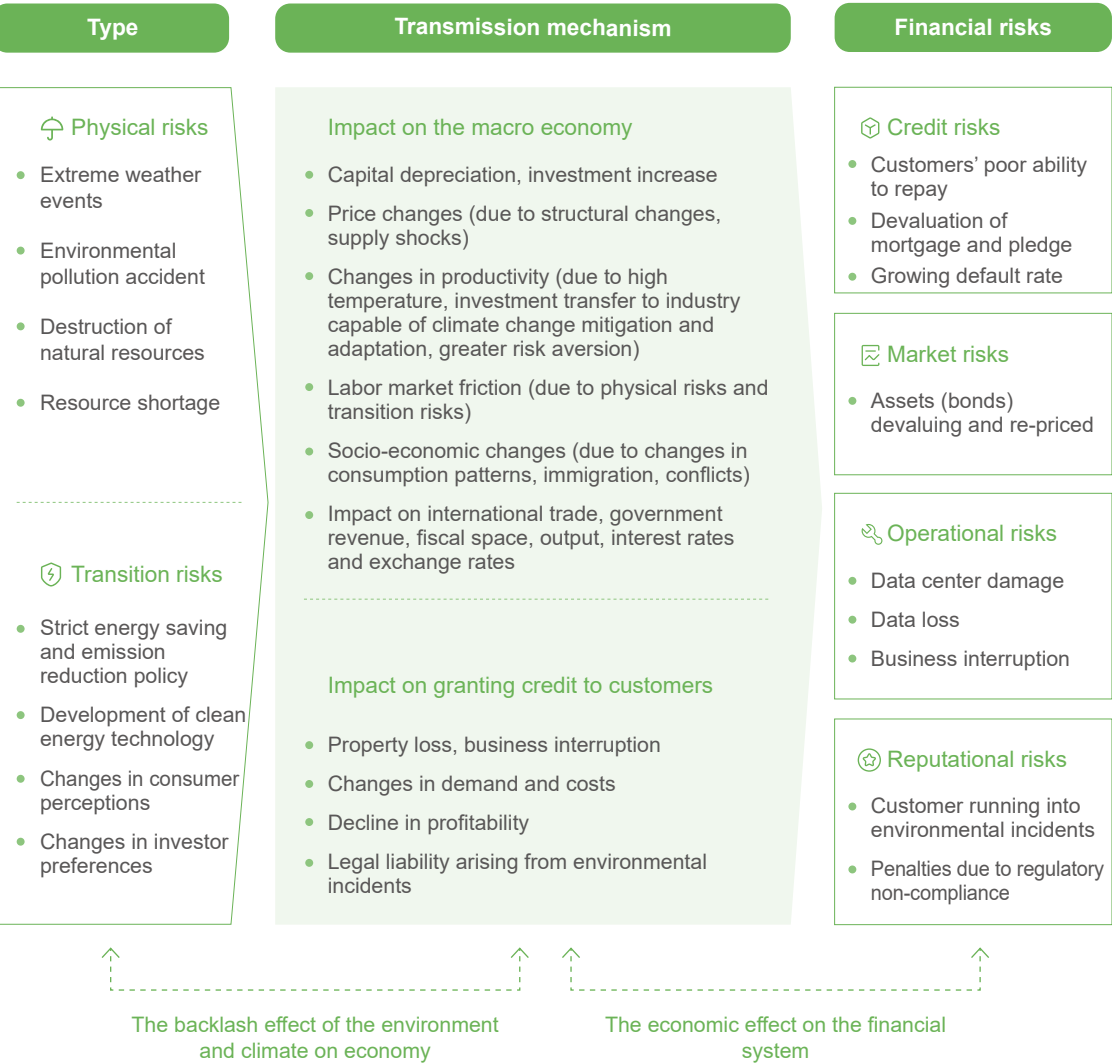 Type
Transmission mechanism
Financial risks
Physical risks
Extreme weather
events
Environmental
pollution accident
Destruction of
natural resources
Resource shortage
Transition risks
Strict energy saving
and emission
reduction policy
Development of clean
energy technology
Changes in consumer
perceptions
Changes in investor
preferences
Impact on the macro economy
Capital depreciation, investment increase
Price changes (due to structural changes,
supply shocks)
Changes in productivity (due to high
temperature, investment transfer to industry
capable of climate change mitigation and
adaptation, greater risk aversion)
Labor market friction (due to physical risks and
transition risks)
Socio-economic changes (due to changes in
consumption patterns, immigration, conflicts)
Impact on international trade, government
revenue, fiscal space, output, interest rates
and exchange rates
Impact on granting credit to customers
Property loss, business interruption
Changes in demand and costs
Decline in profitability
Legal liability arising from environmental
incidents
Credit risks
Customers’ poor ability
to repay
Devaluation of
mortgage and pledge
Growing default rate
Market risks
Assets (bonds)
devaluing and re-priced
Operational risks
Data center damage
Data loss
Business interruption
Reputational risks
Customer running into
environmental incidents
Penalties due to regulatory
non-compliance
The backlash effect of the environment
and climate on economy
The economic effect on the financial
system